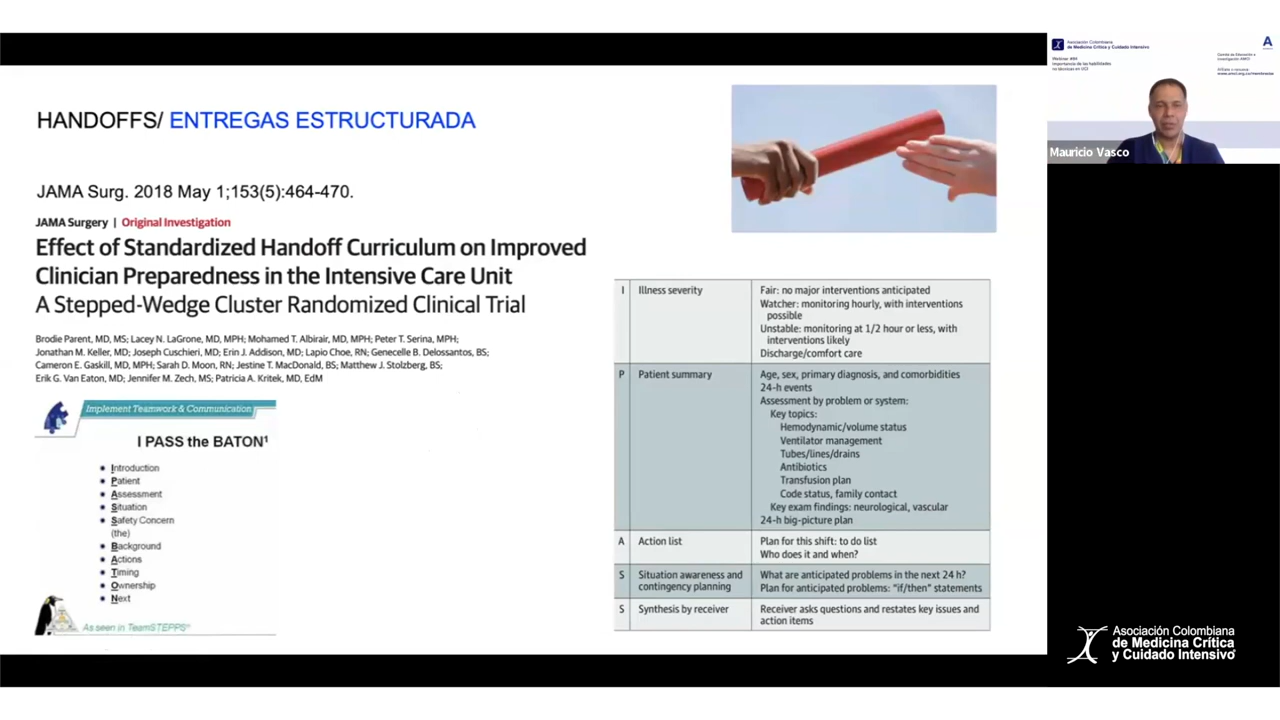 HANDOFFS/ ENTREGAS ESTRUCTURADA
JAMA Surg. 2018 May 1;153(5):464-470.
JAMA Surgery | Original Investigation
Effect of Standardized Handoff Curriculum on Improved
Clinician Preparedness in the Intensive Care Unit
A Stepped-Wedge Cluster Randomized Clinical Trial
Brodie Parent, MD, MS; Lacey N. LaGrone, MD, MPH; Mohamed T. Albirair, MD, MPH; Peter T. Serina, MPH;
Jonathan M. Keller, MD; Joseph Cuschieri, MD; Erin J. Addison, MD; Lapio Choe, RN; Genecelle B. Delossantos, BS;
Cameron E. Gaskill, MD, MPH; Sarah D. Moon, RN; Jestine T. MacDonald, BS; Matthew J. Stolzberg, BS;
Erik G. Van Eaton, MD; Jennifer M. Zech, MS; Patricia A. Kritek, MD, EdM
Implement Teamwork & Communication
I PASS the BATON¹
Introduction
Patient
Assessment
Situation
Safety Concern
(the)
Background
Actions
Timing
Ownership
Next
As seen in TeamSTEPPS
I Illness severity Fair: no major interventions anticipated
Watcher: monitoring hourly, with interventions
possible
Unstable: monitoring at 1/2 hour or less, with
interventions likely
Discharge/comfort care
P Patient summary Age, sex, primary diagnosis, and comorbidities
24-h events
Assessment by problem or system:
Key topics:
Hemodynamic/volume status
Ventilator management
Tubes/lines/drains
Antibiotics
Transfusion plan
Code status, family contact
Key exam findings: neurological, vascular
24-h big-picture plan
A Action list Plan for this shift: to do list
Who does it and when?
S Situation awareness and What are anticipated problems in the next 24 h?
contingency planning Plan for anticipated problems: "if/then" statements
S Synthesis by receiver Receiver asks questions and restates key issues and
action items
Asociación Colombiana
de Medicina Crítica y Cuidado Intensivo
Importancia de las habilidades
no técnicas en UCI
Mauricio Vasco
Asociación Colombiana
de Medicina Crítica
y Cuidado Intensivo